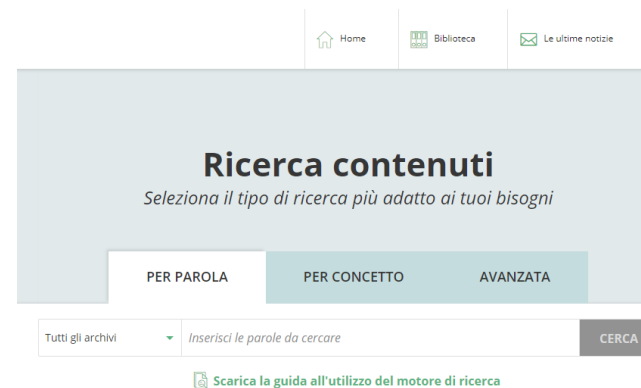 Home Biblioteca Le ultime notizie
Ricerca contenuti
Seleziona il tipo di ricerca più adatto ai tuoi bisogni
PER PAROLA PER CONCETTO AVANZATA
Tutti gli archivi Inserisci le parole da cercare CERCA
Scarica la guida all'utilizzo del motore di ricerca